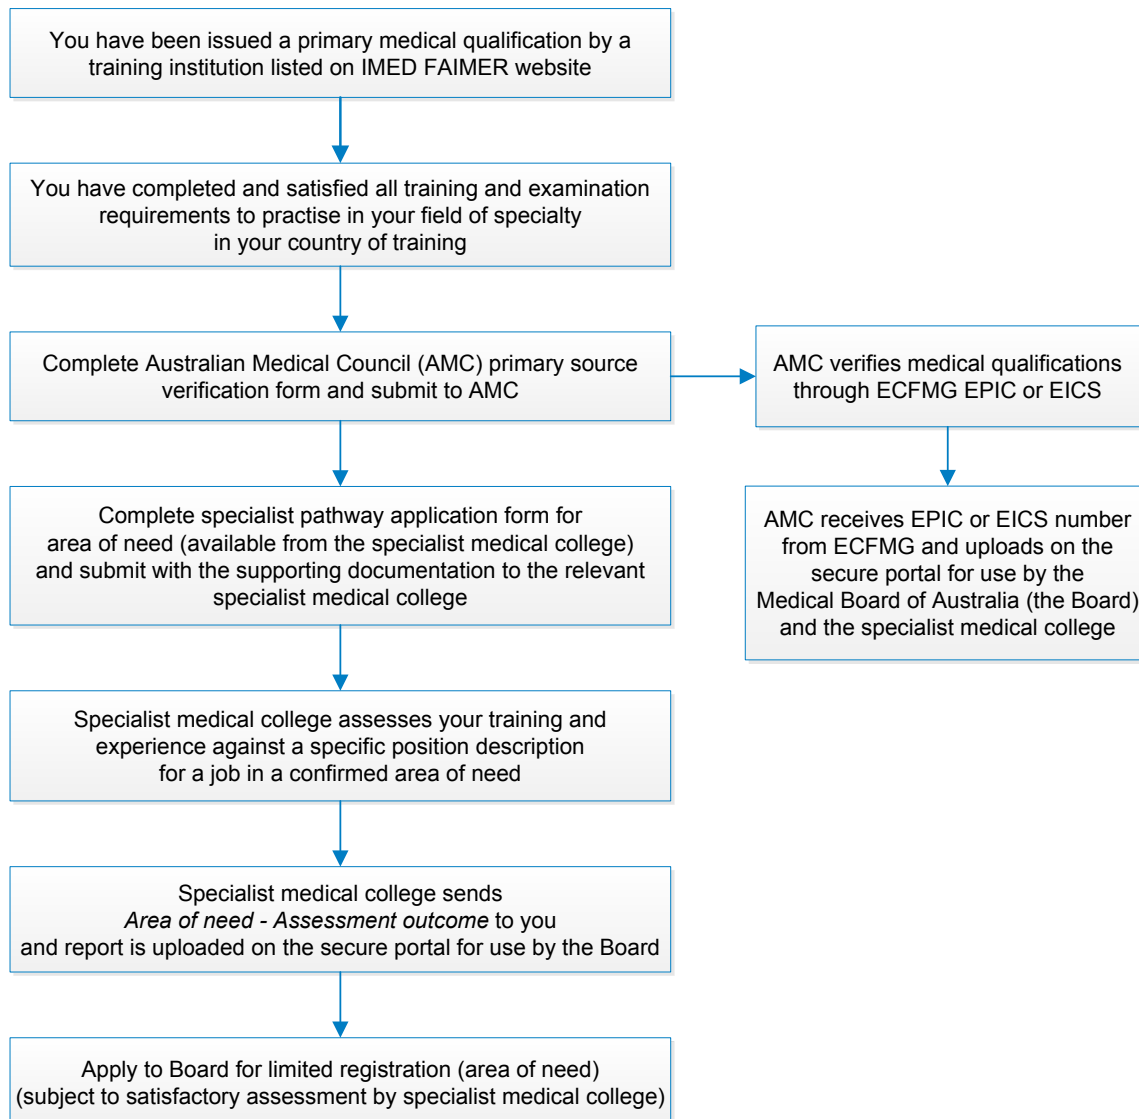 You have been issued a primary medical qualification by a
training institution listed on IMED FAIMER website
You have completed and satisfied all training and examination
requirements to practise in your field of specialty
in your country of training
Complete Australian Medical Council (AMC) primary source
verification form and submit to AMC
AMC verifies medical qualifications
through ECFMG EPIC or EICS
Complete specialist pathway application form for
area of need (available from the specialist medical college)
and submit with the supporting documentation to the relevant
specialist medical college
AMC receives EPIC or EICS number
from ECFMG and uploads on the
secure portal for use by the
Medical Board of Australia (the Board)
and the specialist medical college
Specialist medical college assesses your training and
experience against a specific position description
for a job in a confirmed area of need
Specialist medical college sends
Area of need - Assessment outcome to you
and report is uploaded on the secure portal for use by the Board
Apply to Board for limited registration (area of need)
(subject to satisfactory assessment by specialist medical college)